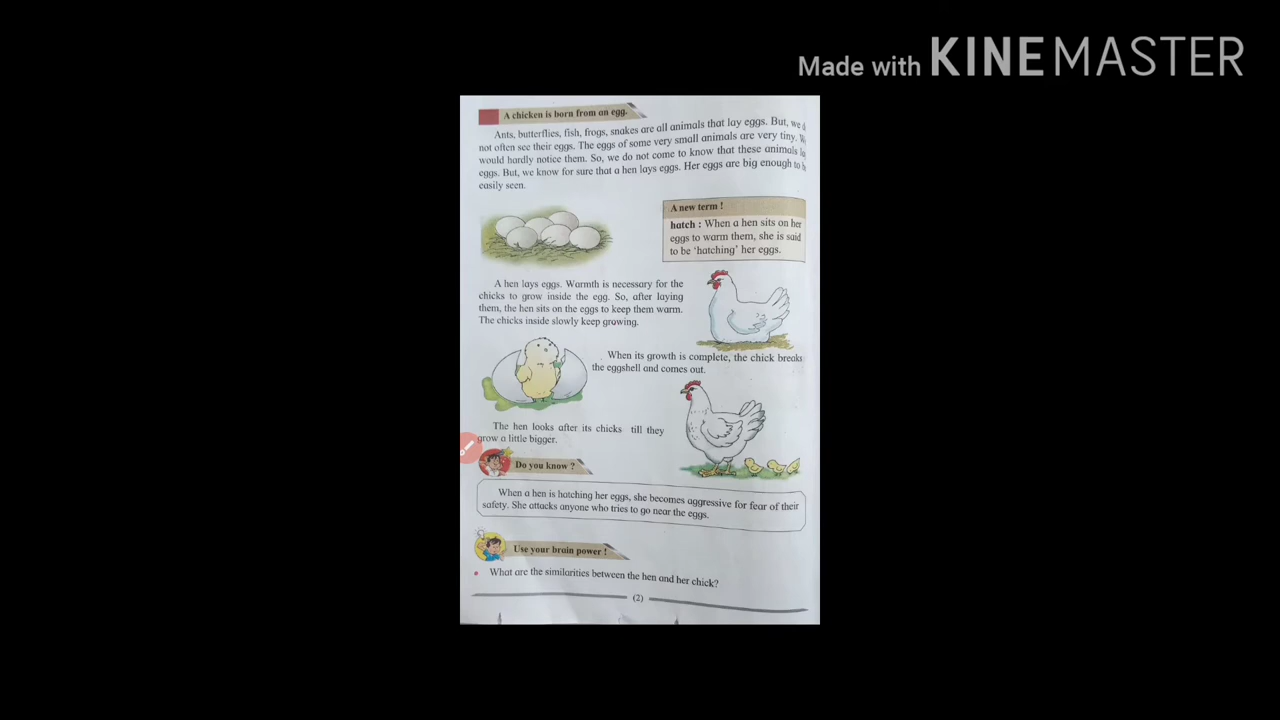 Made with KINEMASTER
A chicken is born from an egg.
Ants, butterflies, fish, frogs, snakes are all animals that lay eggs. But, we
not often see their eggs. The eggs of some very small animals are very tiny.
would hardly notice them. So, we do not come to know that these animals
eggs. But, we know for sure that a hen lays eggs. Her eggs are big enough to
easily seen.
A new term !
hatch : When a hen sits on her
eggs to warm them, she is said
to be ‘hatching’ her eggs.
A hen lays eggs. Warmth is necessary for the
chicks to grow inside the egg. So, after laying
them, the hen sits on the eggs to keep them warm.
The chicks inside slowly keep growing.
When its growth is complete, the chick breaks
the eggshell and comes out.
The hen looks after its chicks till they
grow a little bigger.
Do you know ?
When a hen is hatching her eggs, she becomes aggressive for fear of their
safety. She attacks anyone who tries to go near the eggs.
Use your brain power !
• What are the similarities between the hen and her chick?
(2)